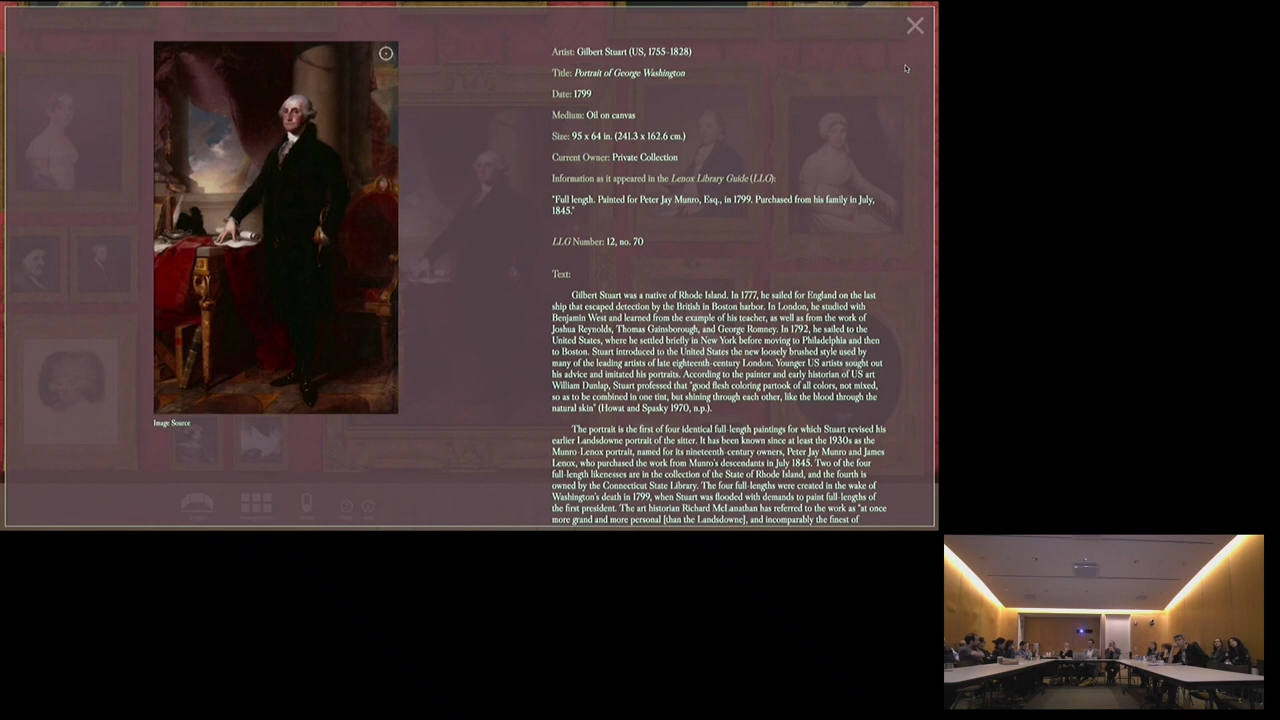 Artist: Gilbert Stuart (US, 1755-1828)
Title: Portrait of George Washington
Date: 1799
Medium: Oil on canvas
Size: 95 x 64 in. (241.3 x 162.6 cm.)
Current Owner: Private Collection
Information as it appeared in the Lenox Library Guide (LLG):
"Full length. Painted for Peter Jay Munro, Esq., in 1799. Purchased from his family in July,
1845."
LLG Number: 12, no. 70
Text:
Gilbert Stuart was a native of Rhode Island. In 1777, he sailed for England on the last
ship that escaped detection by the British in Boston harbor. In London, he studied with
Benjamin West and learned from the example of his teacher, as well as from the work of
Joshua Reynolds, Thomas Gainsborough, and George Romney. In 1792, he sailed to the
United States, where he settled briefly in New York before moving to Philadelphia and then
to Boston. Stuart introduced to the United States the new loosely brushed style used by
many of the leading artists of late eighteenth-century London. Younger US artists sought out
his advice and imitated his portraits. According to the painter and early historian of US art
William Dunlap, Stuart professed that "good flesh coloring partook of all colors, not mixed,
so as to be combined in one tint, but shining through each other, like the blood through the
natural skin" (Howat and Spasky 1970, n.p.).
The portrait is the first of four identical full-length paintings for which Stuart revised his
earlier Landsdowne portrait of the sitter. It has been known since at least the 1930s as the
Munro-Lenox portrait, named for its nineteenth-century owners, Peter Jay Munro and James
Lenox, who purchased the work from Munro's descendants in July 1845. Two of the four
full-length likenesses are in the collection of the State of Rhode Island, and the fourth is
owned by the Connecticut State Library. The four full-lengths were created in the wake of
Washington's death in 1799, when Stuart was flooded with demands to paint full-lengths of
the first president. The art historian Richard McLanathan has referred to the work as "at once
more grand and more personal [than the Landsdowne], and incomparably the finest of
Image Source